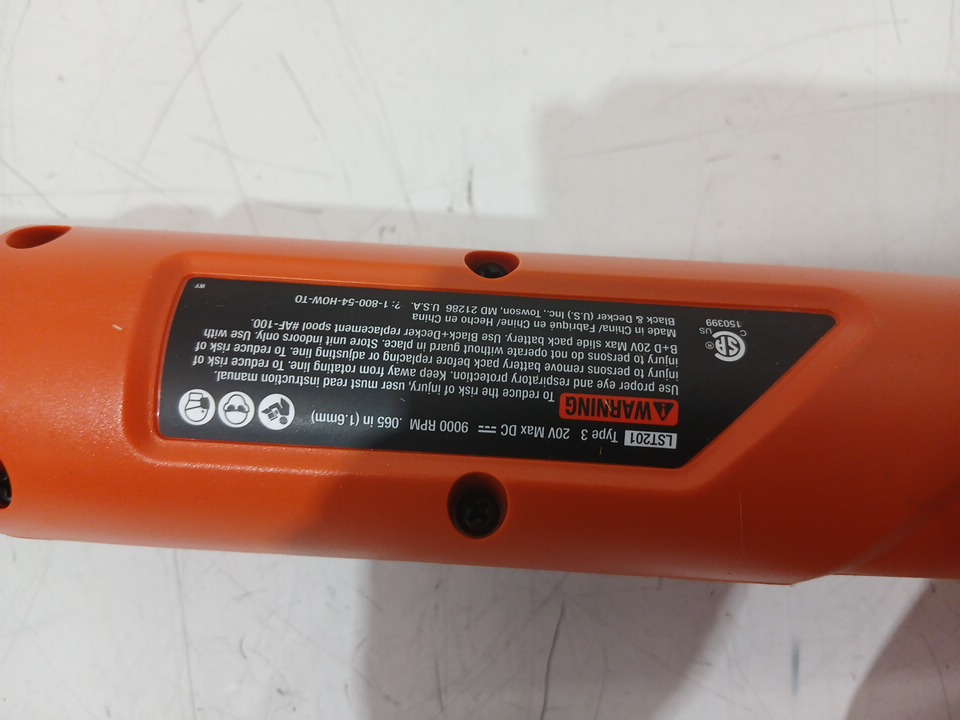 LST201 Type 3 20V Max DC 9000 RPM .065 in (1.6mm)
WARNING To reduce the risk of injury, user must read instruction manual.
Use proper eye and respiratory protection. Keep away from rotating line. To reduce risk of
injury to persons remove battery pack before replacing or adjusting line. To reduce risk of
injury to persons do not operate without guard in place. Store unit indoors only. Use with
B+D 20V Max slide pack battery. Use Black+Decker replacement spool #AF-100.
Made in China/ Fabriqué en Chine/ Hecho en China
Black & Decker (U.S.) Inc., Towson, MD 21286 U.S.A. ?: 1-800-54-HOW-TO
SA
C US
150399
WY